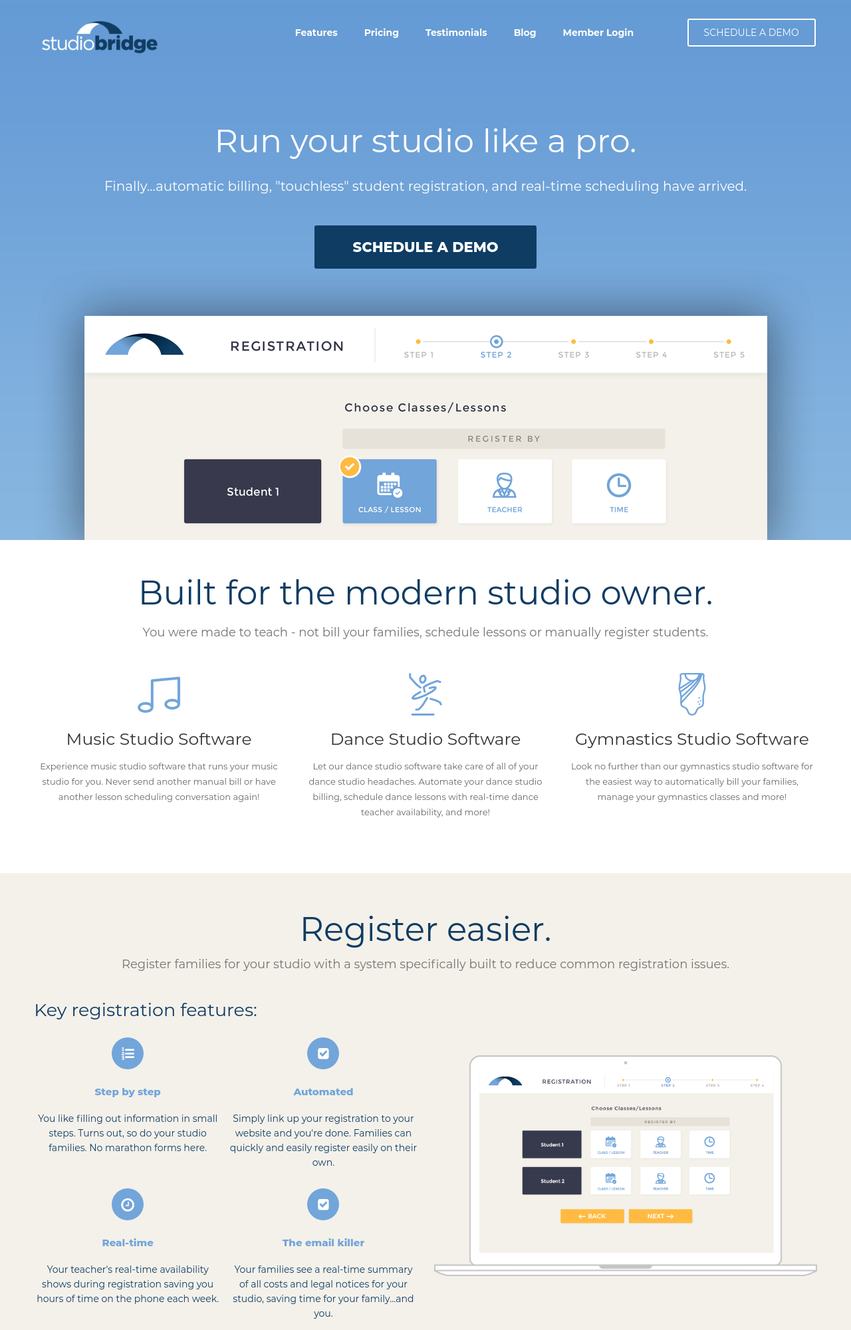 studiobridge
Features Pricing Testimonials Blog Member Login SCHEDULE A DEMO
Run your studio like a pro.
Finally...automatic billing, "touchless" student registration, and real-time scheduling have arrived.
SCHEDULE A DEMO
REGISTRATION
STEP 1 STEP 2 STEP 3 STEP 4 STEP 5
Choose Classes/Lessons
REGISTER BY
Student 1
CLASS / LESSON TEACHER TIME
Built for the modern studio owner.
You were made to teach - not bill your families, schedule lessons or manually register students.
Music Studio Software
Experience music studio software that runs your music
studio for you. Never send another manual bill or have
another lesson scheduling conversation again!
Dance Studio Software
Let our dance studio software take care of all of your
dance studio headaches. Automate your dance studio
billing, schedule dance lessons with real-time dance
teacher availability, and more!
Gymnastics Studio Software
Look no further than our gymnastics studio software for
the easiest way to automatically bill your families,
manage your gymnastics classes and more!
Register easier.
Register families for your studio with a system specifically built to reduce common registration issues.
Key registration features:
Step by step
You like filling out information in small
steps. Turns out, so do your studio
families. No marathon forms here.
Automated
Simply link up your registration to your
website and you're done. Families can
quickly and easily register easily on their
own.
Real-time
Your teacher's real-time availability
shows during registration saving you
hours of time on the phone each week.
The email killer
Your families see a real-time summary
of all costs and legal notices for your
studio, saving time for your family...and
you.
REGISTRATION
STEP 1 STEP 2 STEP 3 STEP 4
Choose Classes/Lessons
REGISTER BY
Student 1
CLASS / LESSON TEACHER TIME
Student 2
CLASS / LESSON TEACHER TIME
← BACK NEXT →